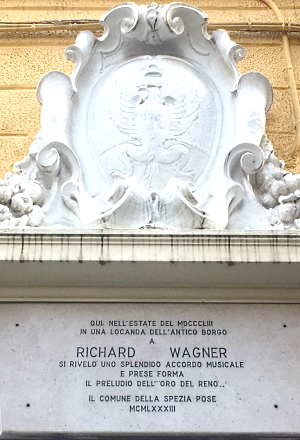 QUI, NELL'ESTATE DEL MDCCCLIII
IN UNA LOCANDA DELL'ANTICO BORGO
A
RICHARD WAGNER
SI RIVELÒ UNO SPLENDIDO ACCORDO MUSICALE
E PRESE FORMA
IL PRELUDIO DELL'"ORO DEL RENO„.
IL COMUNE DELLA SPEZIA POSE
MCMLXXXIII